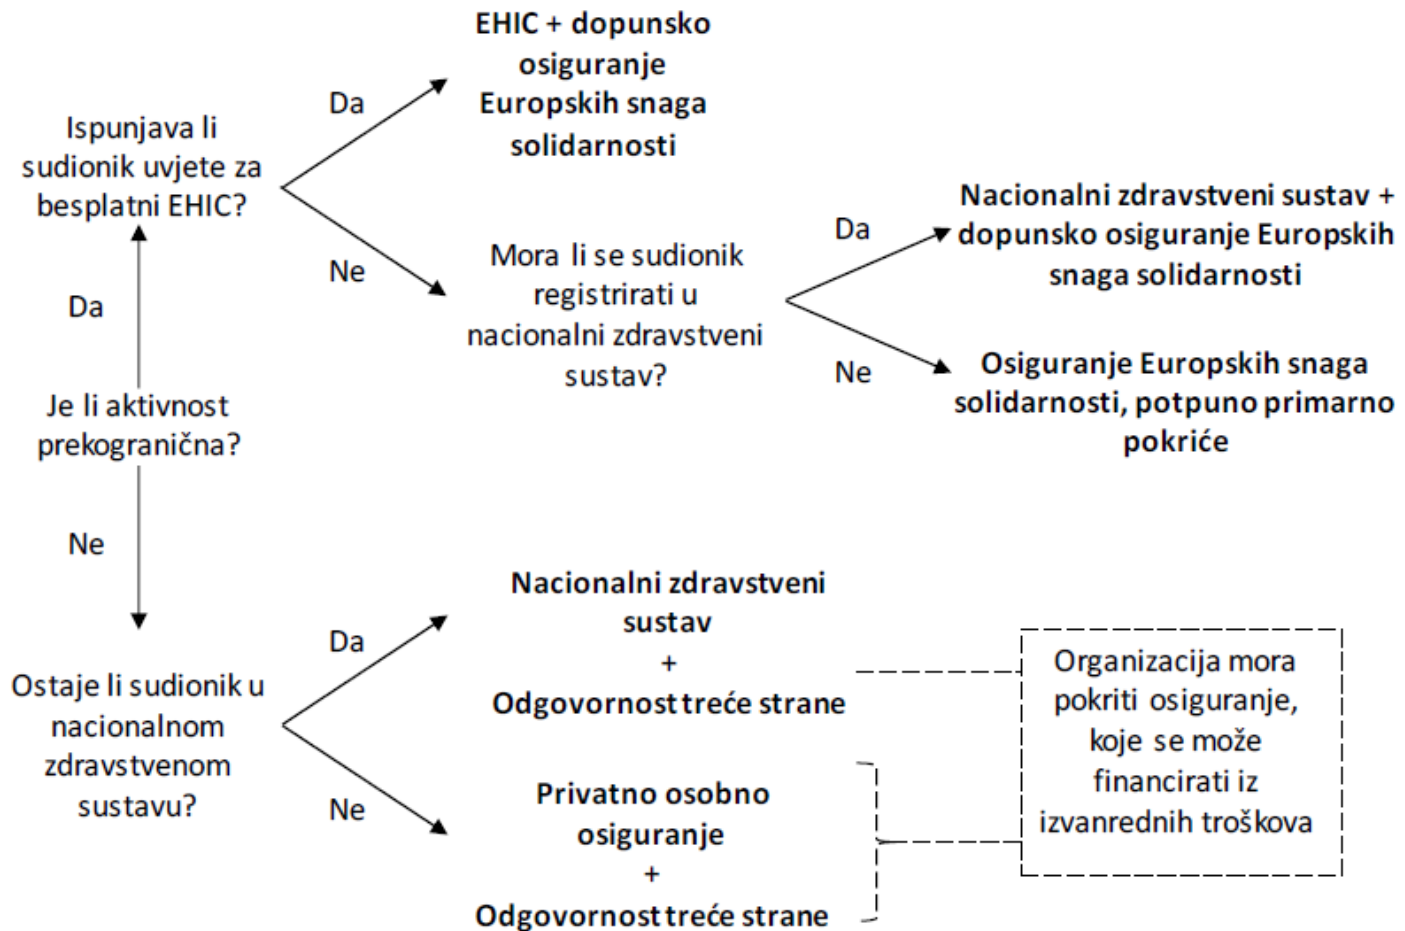 EHIC + dopunsko
osiguranje
Europskih snaga
solidarnosti
Da
Ispunjava li
sudionik uvjete za
besplatni EHIC?
Ne
Nacionalni zdravstveni sustav +
dopunsko osiguranje Europskih
snaga solidarnosti
Da
Mora li se sudionik
registrirati u
nacionalni zdravstveni
sustav?
Ne
Osiguranje Europskih snaga
solidarnosti, potpuno primarno
pokriće
Da
Je li aktivnost
prekogranična?
Ne
Nacionalni zdravstveni
sustav
+
Odgovornost treće strane
Da
Ostaje li sudionik u
nacionalnom
zdravstvenom
sustavu?
Ne
Privatno osobno
osiguranje
+
Odgovornost treće strane
Organizacija mora
pokriti osiguranje,
koje se može
financirati iz
izvanrednih troškova